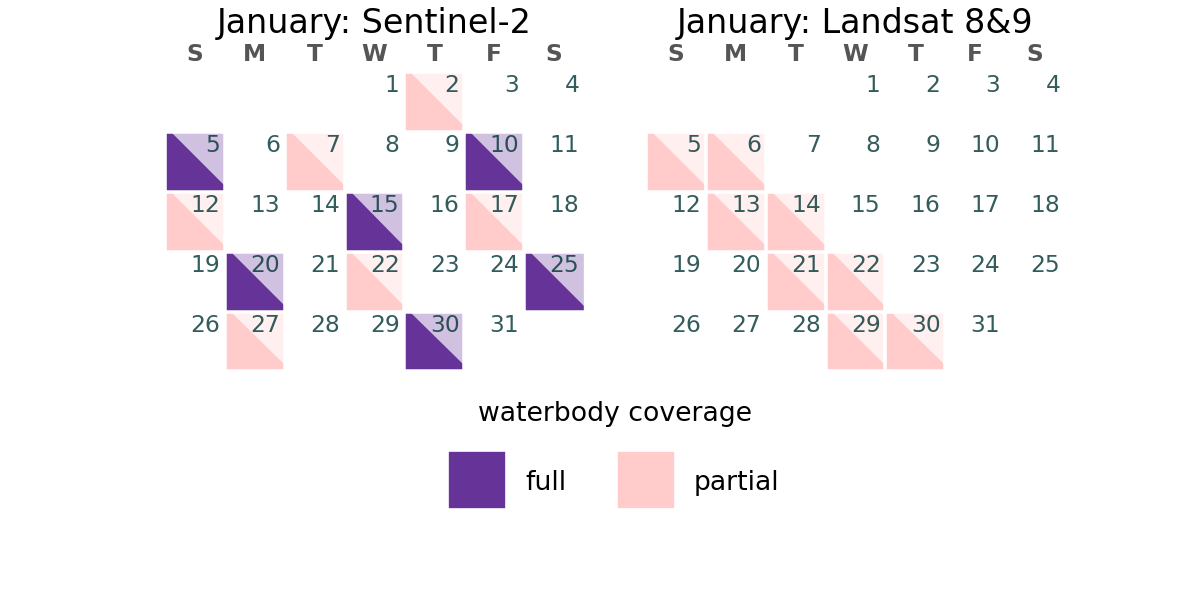 January: Sentinel-2
S M T W T F S
1 2 3 4
5 6 7 8 9 10 11
12 13 14 15 16 17 18
19 20 21 22 23 24 25
26 27 28 29 30 31
January: Landsat 8&9
S M T W T F S
1 2 3 4
5 6 7 8 9 10 11
12 13 14 15 16 17 18
19 20 21 22 23 24 25
26 27 28 29 30 31
waterbody coverage
full partial